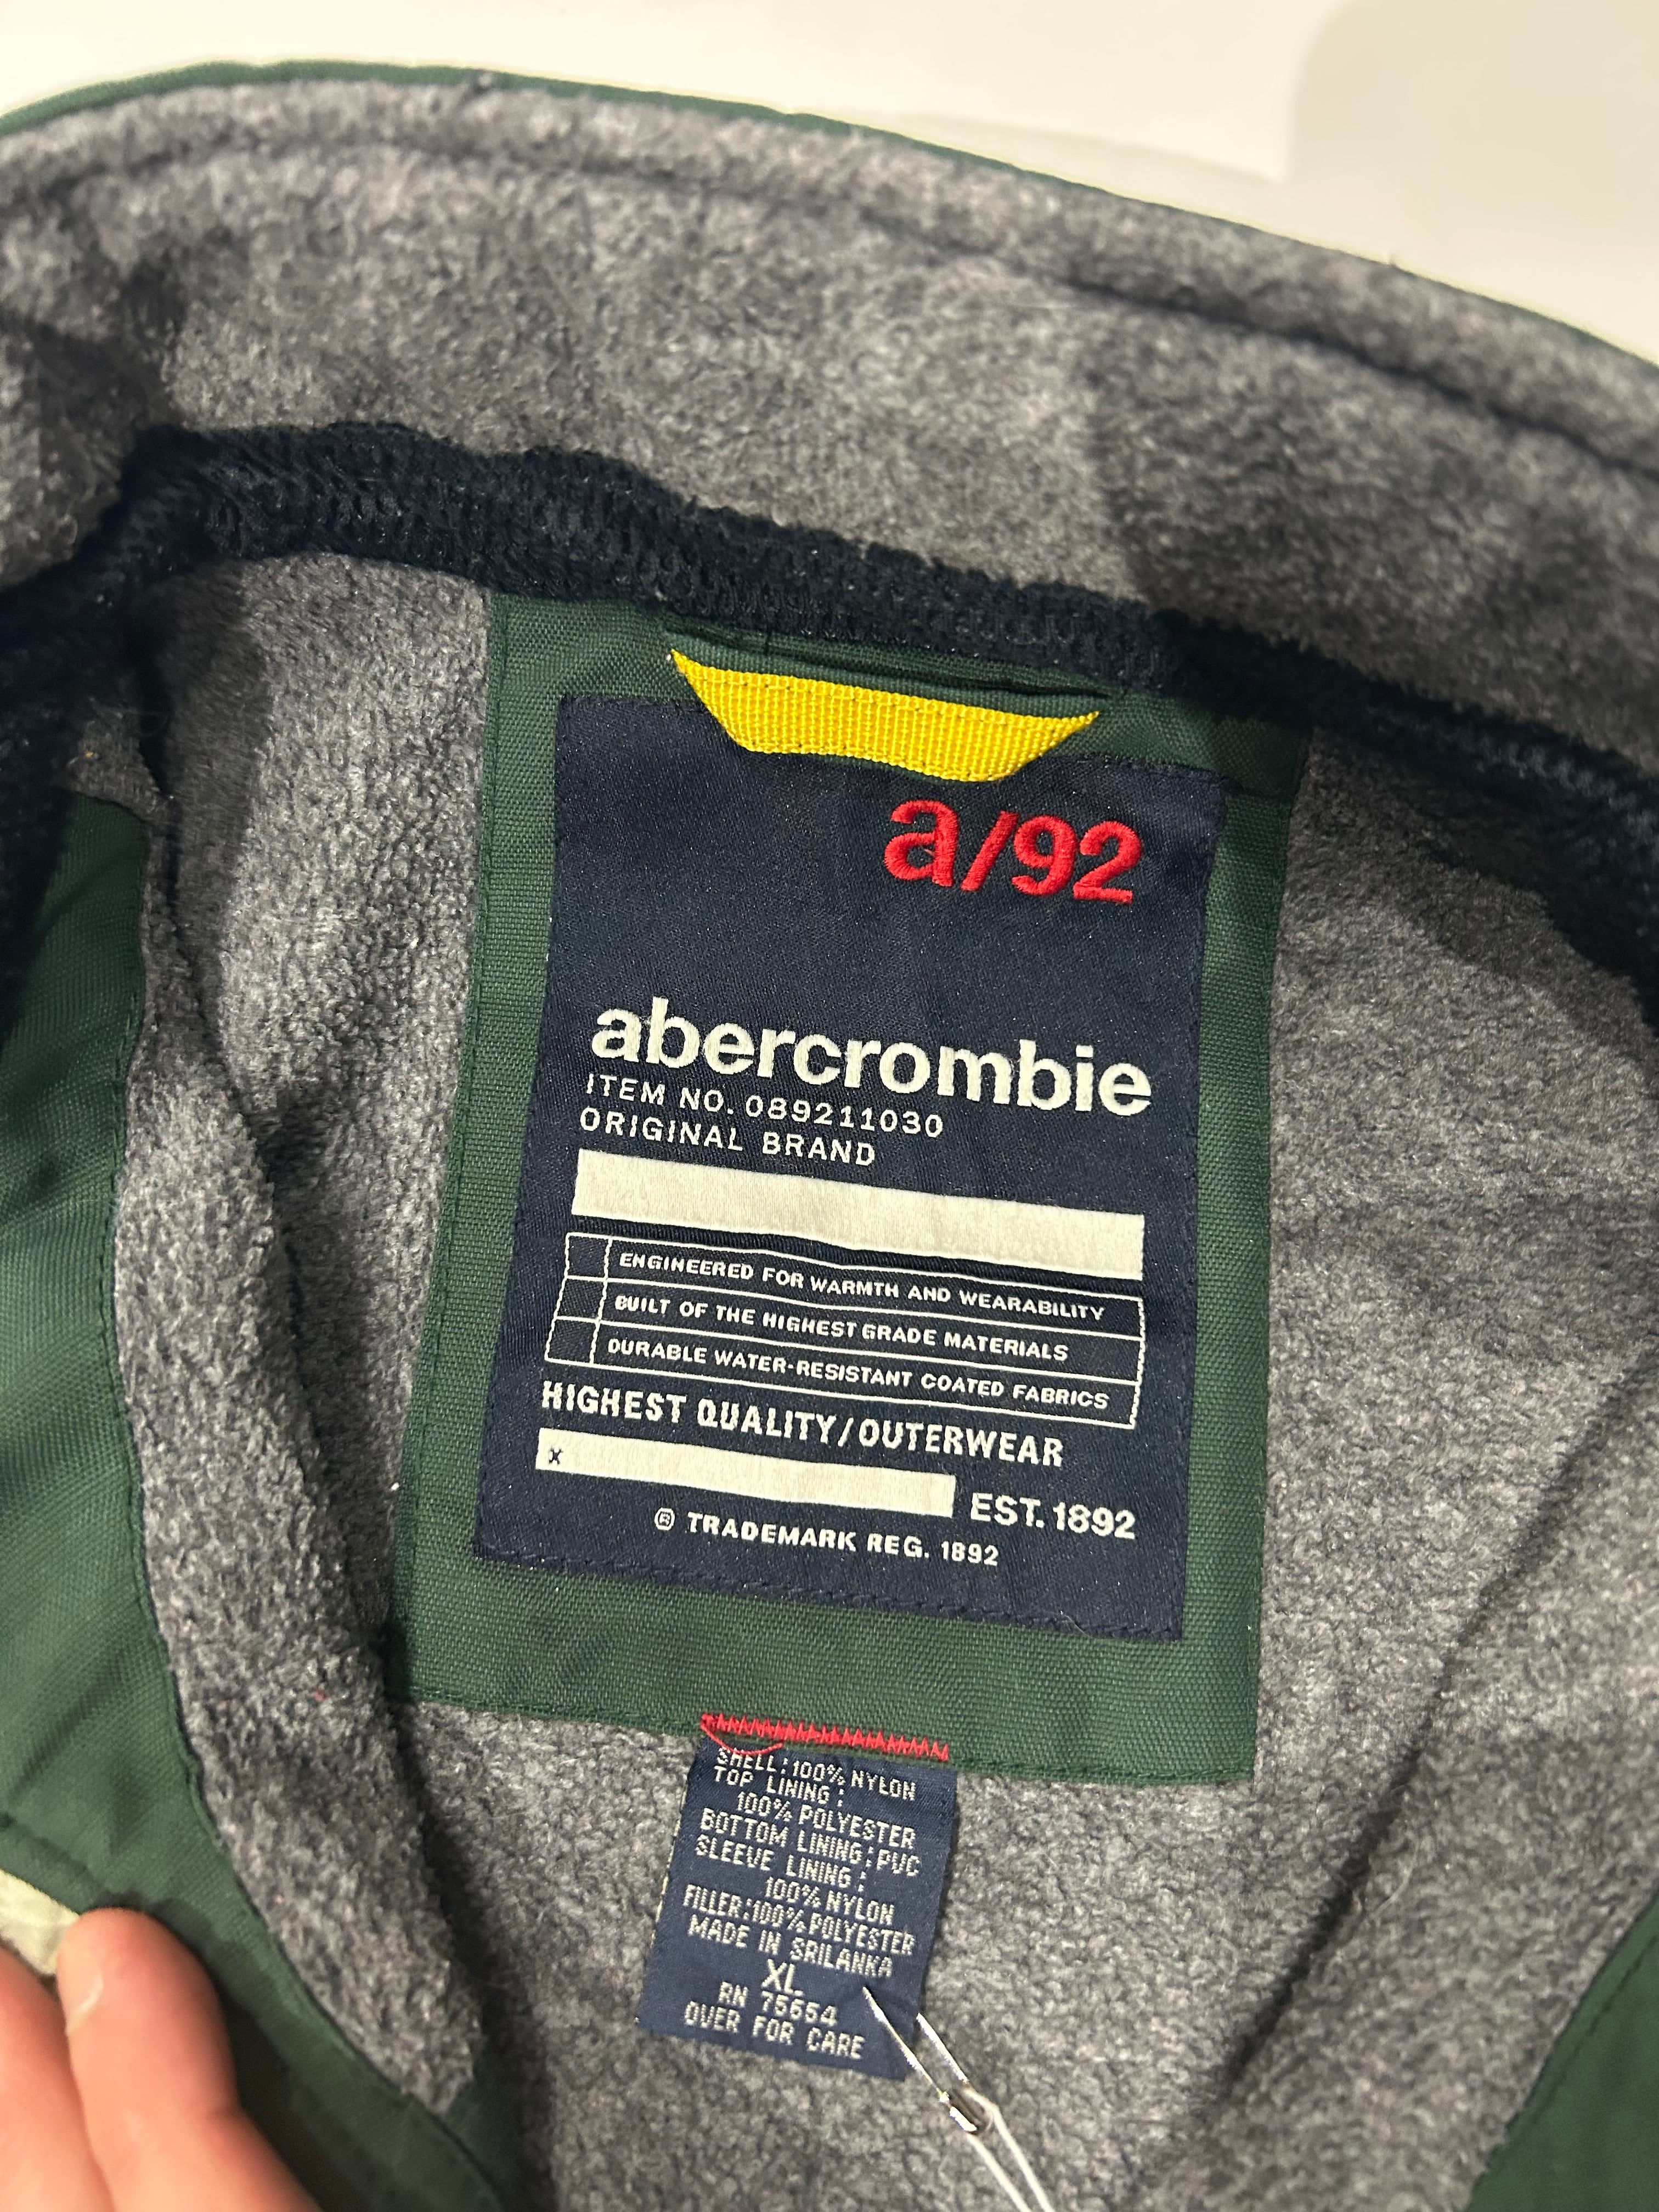 a/92
abercrombie
ITEM NO. 089211030
ORIGINAL BRAND
ENGINEERED FOR WARMTH AND WEARABILITY
BUILT OF THE HIGHEST GRADE MATERIALS
DURABLE WATER-RESISTANT COATED FABRICS
HIGHEST QUALITY/OUTERWEAR
x
EST. 1892
® TRADEMARK REG. 1892
SHELL:100% NYLON
TOP LINING:
100% POLYESTER
BOTTOM LINING:PVC
SLEEVE LINING:
100% NYLON
FILLER:100% POLYESTER
MADE IN SRILANKA
XL
RN 75654
OVER FOR CARE